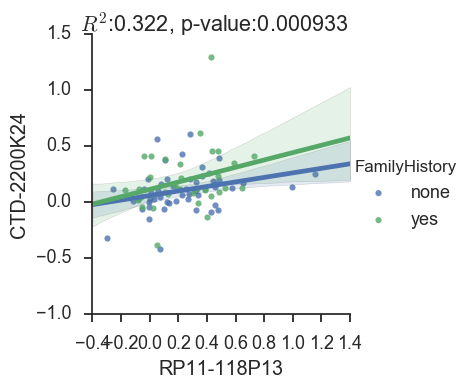 R²:0.322, p-value:0.000933
1.5
1.0
0.5
0.0
−0.5
−1.0
CTD-2200K24
−0.4−0.20.0 0.2 0.4 0.6 0.8 1.0 1.2 1.4
RP11-118P13
FamilyHistory
none
yes